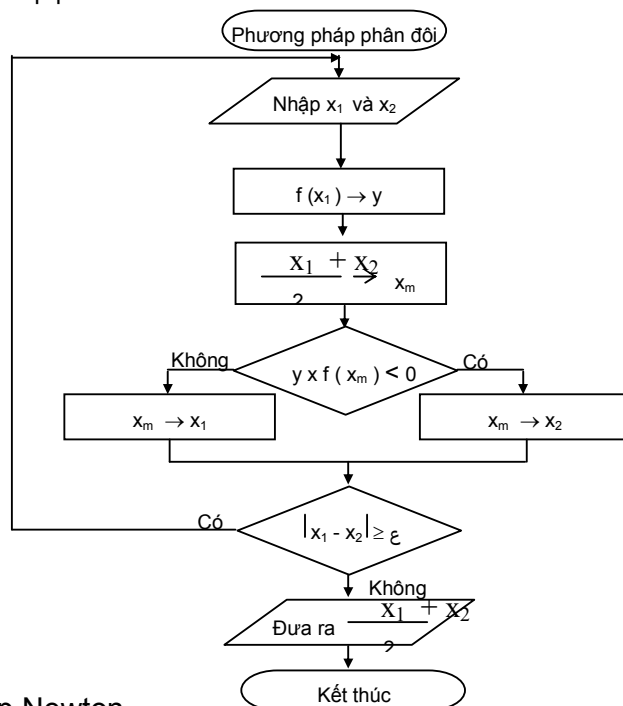 Phương pháp phân đôi
Nhập x₁ và x₂
f (x₁ ) → y
x₁ + x₂ → xₘ
2
Không
y x f ( xₘ ) < 0
Có
xₘ → x₁
xₘ → x₂
Có
|x₁ - x₂| ≥ ε
Không
Đưa ra x₁ + x₂
2
Kết thúc
Newton